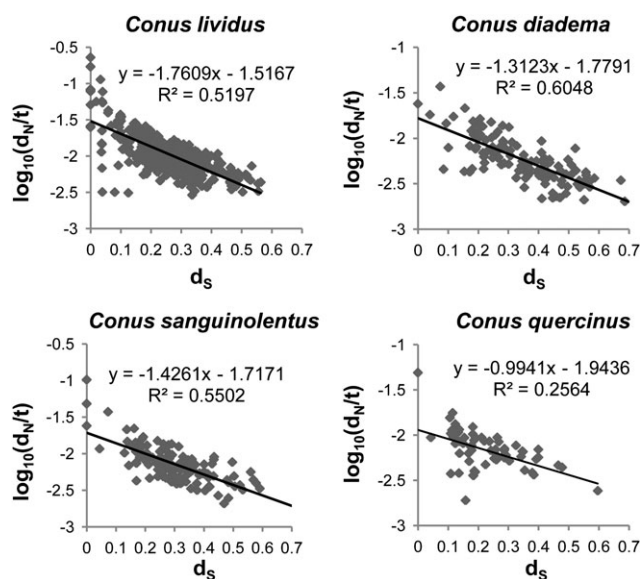 Conus lividus
-0.5
-1
-1.5
-2
-2.5
-3
log10(dN/t)
y = -1.7609x - 1.5167
R² = 0.5197
0 0.1 0.2 0.3 0.4 0.5 0.6 0.7
dS
Conus diadema
-1
-1.5
-2
-2.5
-3
log10(dN/t)
y = -1.3123x - 1.7791
R² = 0.6048
0 0.1 0.2 0.3 0.4 0.5 0.6 0.7
dS
Conus sanguinolentus
-0.5
-1
-1.5
-2
-2.5
-3
log10(dN/t)
y = -1.4261x - 1.7171
R² = 0.5502
0 0.1 0.2 0.3 0.4 0.5 0.6 0.7
dS
Conus quercinus
-1
-1.5
-2
-2.5
-3
log10(dN/t)
y = -0.9941x - 1.9436
R² = 0.2564
0 0.1 0.2 0.3 0.4 0.5 0.6 0.7
dS